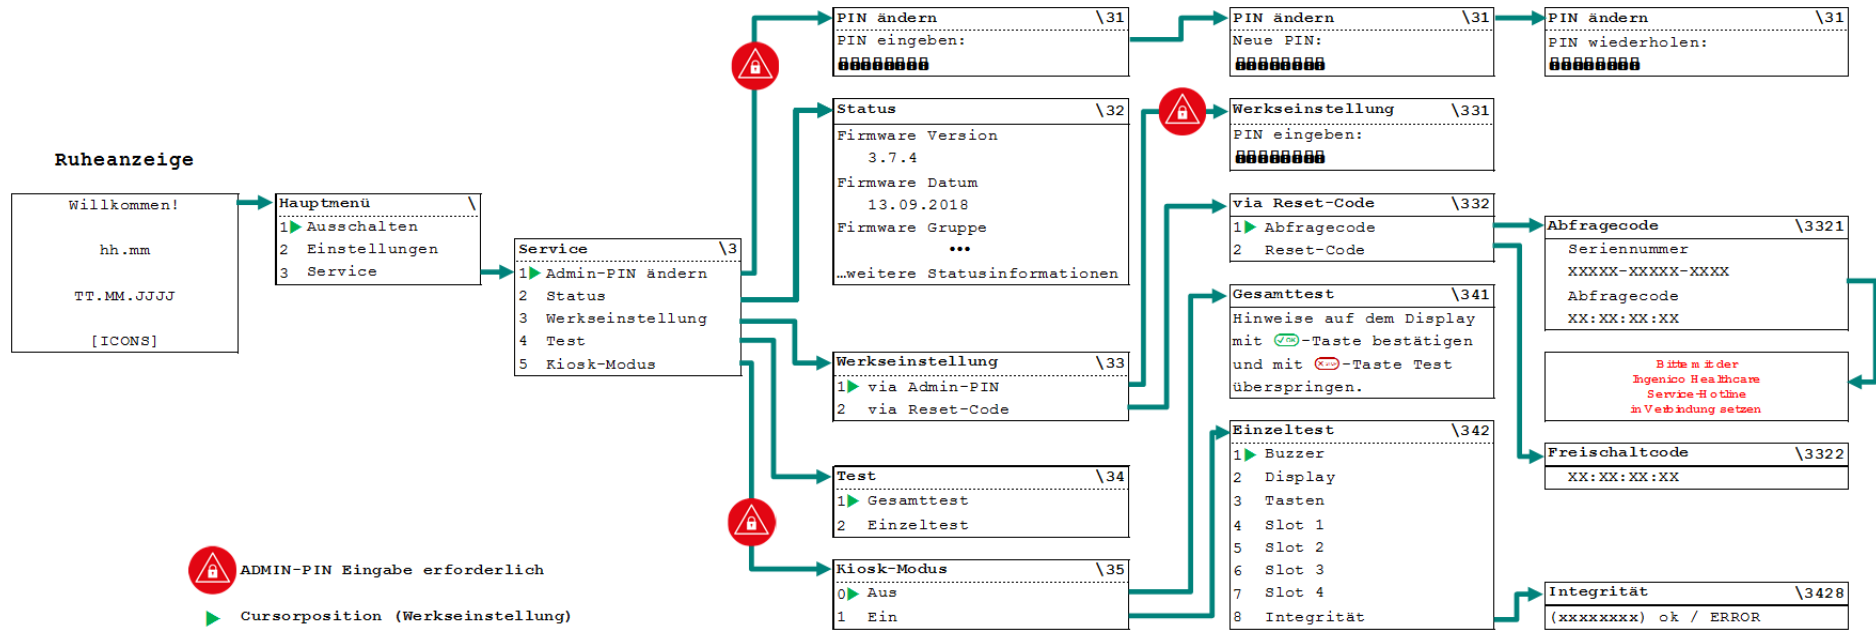 Ruheanzeige
Willkommen!
hh.mm
TT.MM.JJJJ
[ICONS]
Hauptmenü \
1 Ausschalten
2 Einstellungen
3 Service
Service \3
1 Admin-PIN ändern
2 Status
3 Werkseinstellung
4 Test
5 Kiosk-Modus
PIN ändern \31
PIN eingeben:
PIN ändern \31
Neue PIN:
PIN ändern \31
PIN wiederholen:
Status \32
Firmware Version
3.7.4
Firmware Datum
13.09.2018
Firmware Gruppe
•••
…weitere Statusinformationen
Werkseinstellung \33
1 via Admin-PIN
2 via Reset-Code
Test \34
1 Gesamttest
2 Einzeltest
Kiosk-Modus \35
0 Aus
1 Ein
Werkseinstellung \331
PIN eingeben:
via Reset-Code \332
1 Abfragecode
2 Reset-Code
Gesamttest \341
Hinweise auf dem Display
mit -Taste bestätigen
und mit -Taste Test
überspringen.
Einzeltest \342
1 Buzzer
2 Display
3 Tasten
4 Slot 1
5 Slot 2
6 Slot 3
7 Slot 4
8 Integrität
Abfragecode \3321
Seriennummer
XXXXX-XXXXX-XXXX
Abfragecode
XX:XX:XX:XX
Bitte mit der
Ingenico Healthcare
Service-Hotline
in Verbindung setzen
Freischaltcode \3322
XX:XX:XX:XX
Integrität \3428
(xxxxxxxx) ok / ERROR
ADMIN-PIN Eingabe erforderlich
Cursorposition (Werkseinstellung)